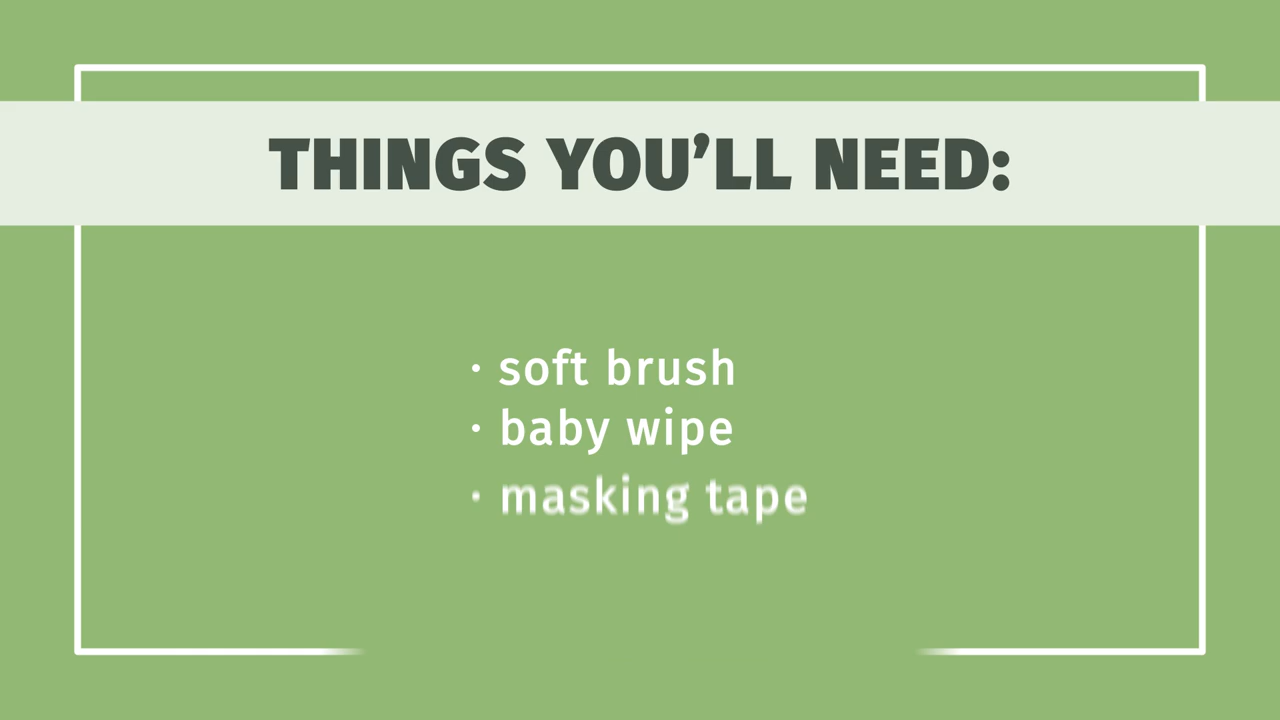 THINGS YOU'LL NEED:
· soft brush
· baby wipe
· masking tape